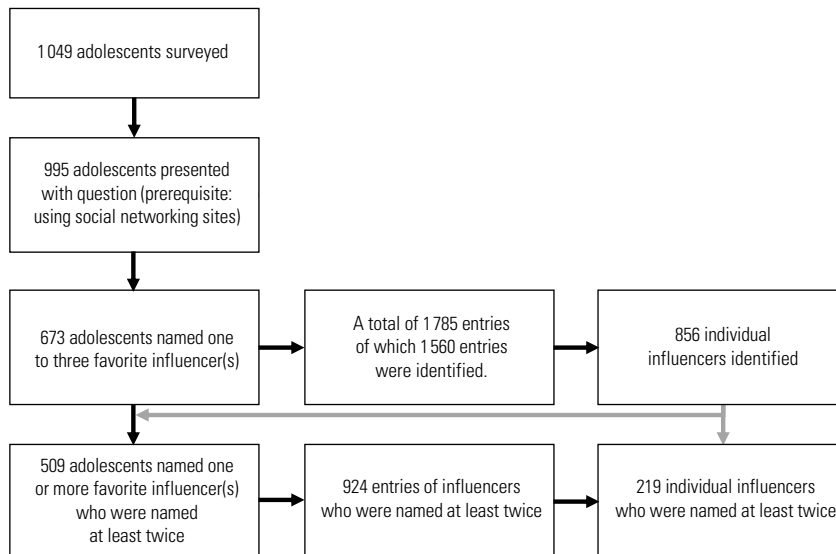 1 049 adolescents surveyed
995 adolescents presented
with question (prerequisite:
using social networking sites)
673 adolescents named one
to three favorite influencer(s)
A total of 1 785 entries
of which 1 560 entries
were identified.
856 individual
influencers identified
509 adolescents named one
or more favorite influencer(s)
who were named
at least twice
924 entries of influencers
who were named at least twice
219 individual influencers
who were named at least twice